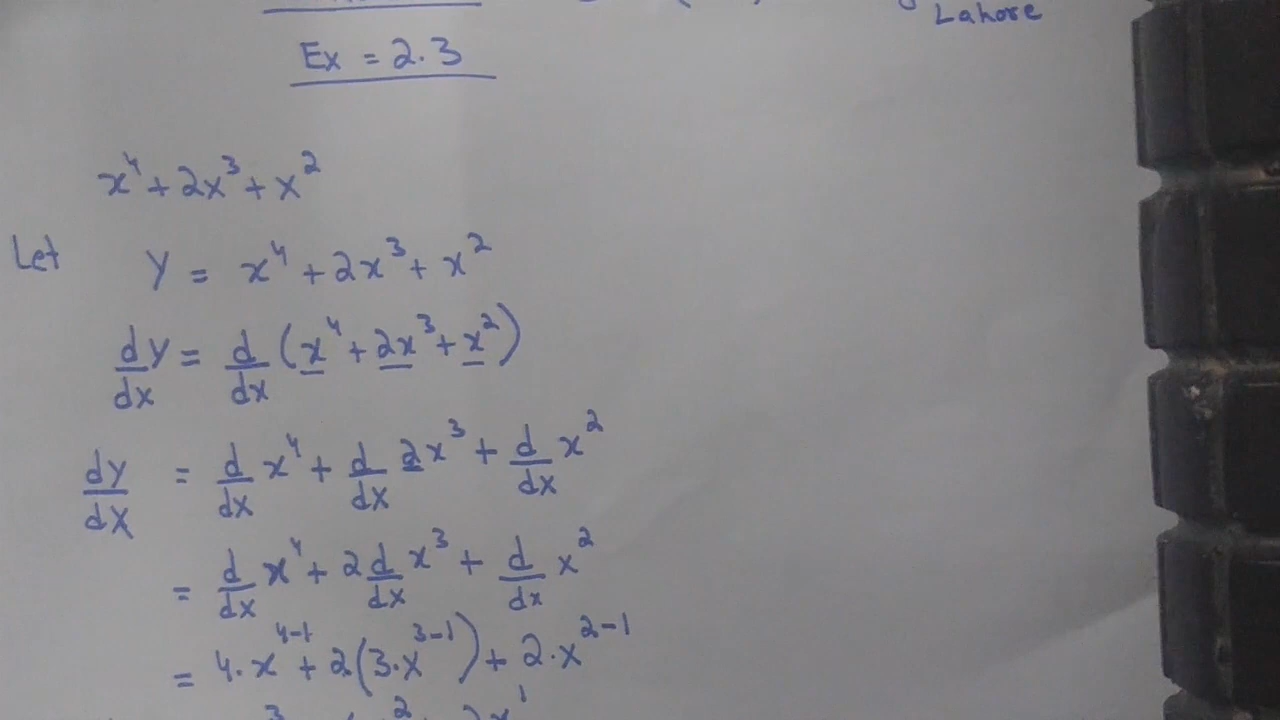 Lahore
Ex = 2.3
x⁴ + 2x³ + x²
Let y = x⁴ + 2x³ + x²
d/dx y = d/dx (x⁴ + 2x³ + x²)
dy/dx = d/dx x⁴ + d/dx 2x³ + d/dx x²
= d/dx x⁴ + 2 d/dx x³ + d/dx x²
= 4·x⁴⁻¹ + 2(3·x³⁻¹) + 2·x²⁻¹